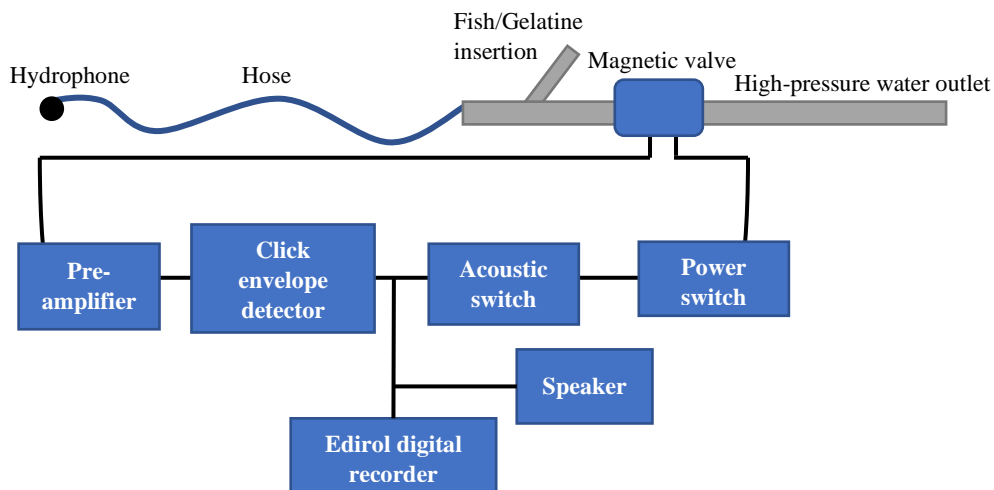 Fish/Gelatine
insertion
Magnetic valve
Hydrophone
Hose
High-pressure water outlet
Pre-
amplifier
Click
envelope
detector
Acoustic
switch
Power
switch
Speaker
Edirol digital
recorder